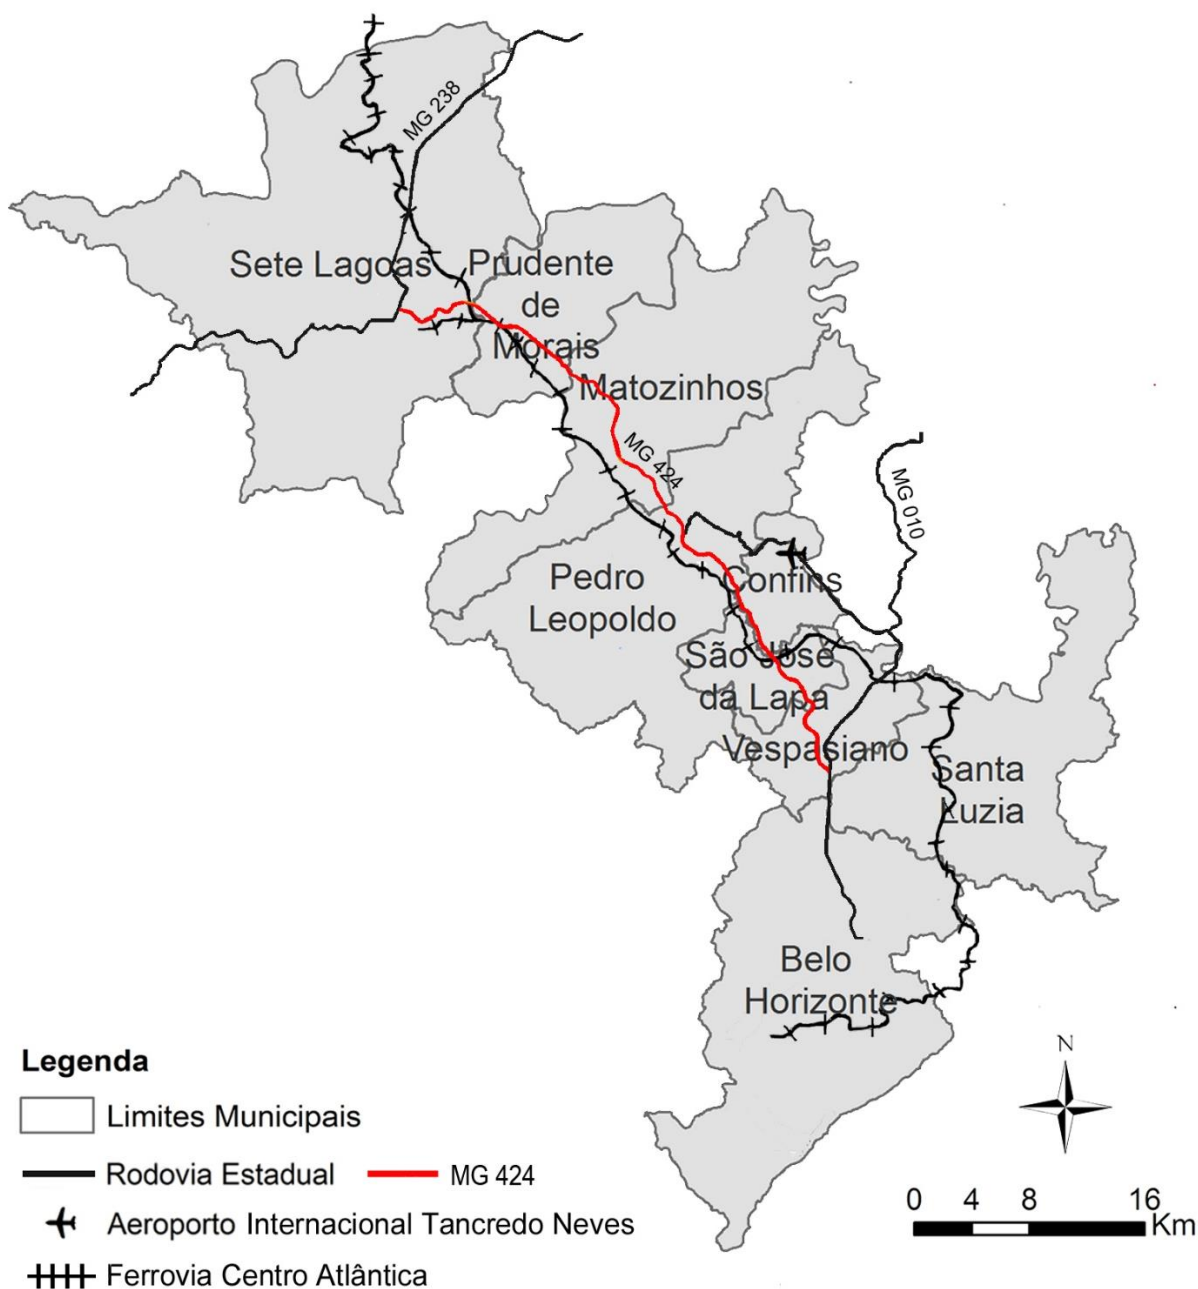 MG 238
Sete Lagoas
Prudente
de
Morais
Matozinhos
MG 424
MG 010
Pedro
Leopoldo
Confins
São José
da Lapa
Vespasiano
Santa
Luzia
Belo
Horizonte
Legenda
Limites Municipais
Rodovia Estadual MG 424
Aeroporto Internacional Tancredo Neves
Ferrovia Centro Atlântica
N
0 4 8 16
Km